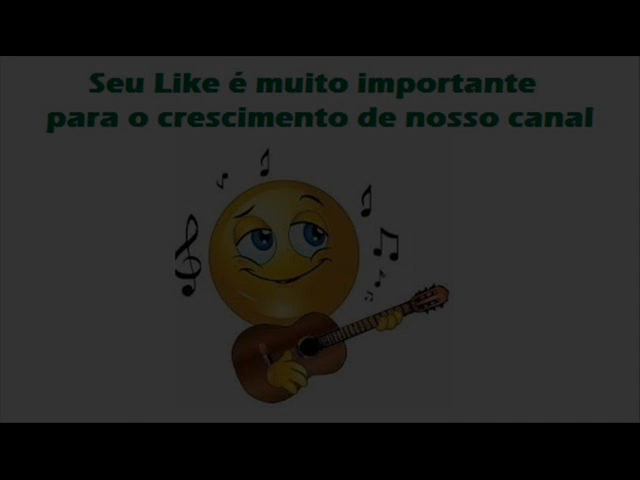 Seu Like é muito importante
para o crescimento de nosso canal